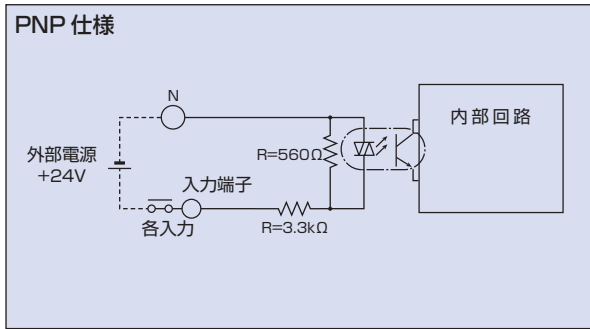 PNP 仕様
N
内部回路
外部電源
+24V
R=560Ω
入力端子
各入力
R=3.3kΩ